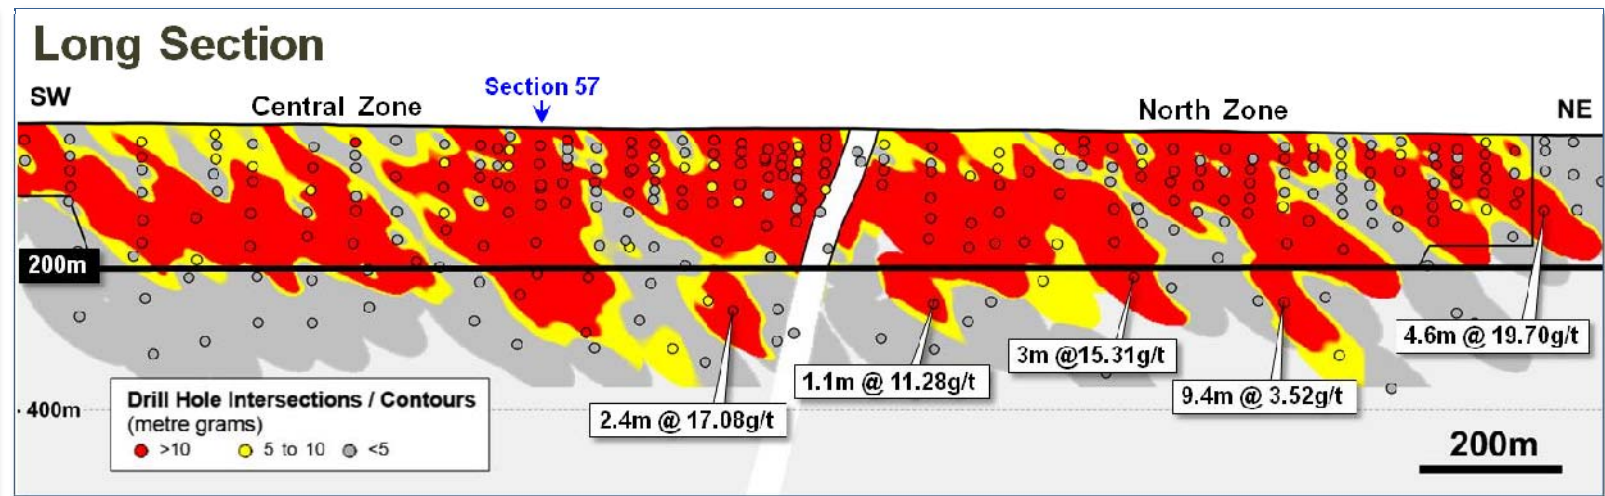 Long Section
SW
Central Zone
Section 57
North Zone
NE
200m
4.6m @ 19.70g/t
3m @15.31g/t
1.1m @ 11.28g/t
9.4m @ 3.52g/t
2.4m @ 17.08g/t
400m
Drill Hole Intersections / Contours
(metre grams)
>10 5 to 10 <5
200m